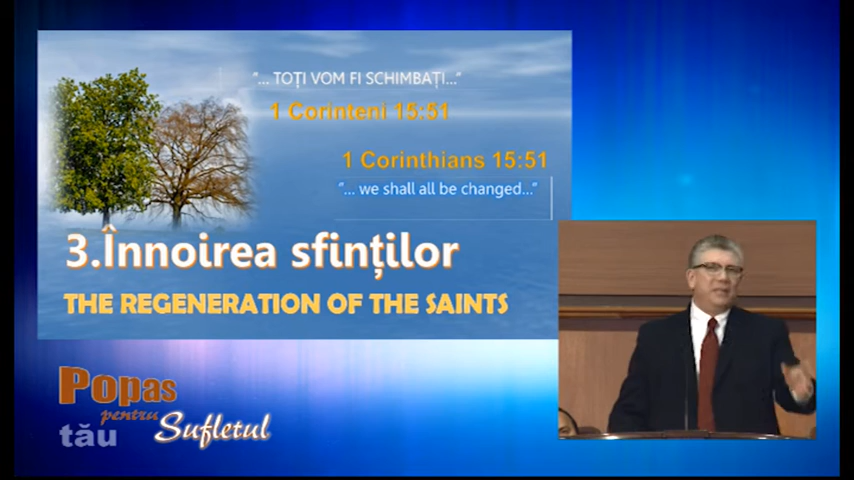 "... TOȚI VOM FI SCHIMBAȚI..."
1 Corinteni 15:51
1 Corinthians 15:51
"... we shall all be changed..."
3.Înnoirea sfinților
THE REGENERATION OF THE SAINTS
Popas
pentru
tău Sufletul